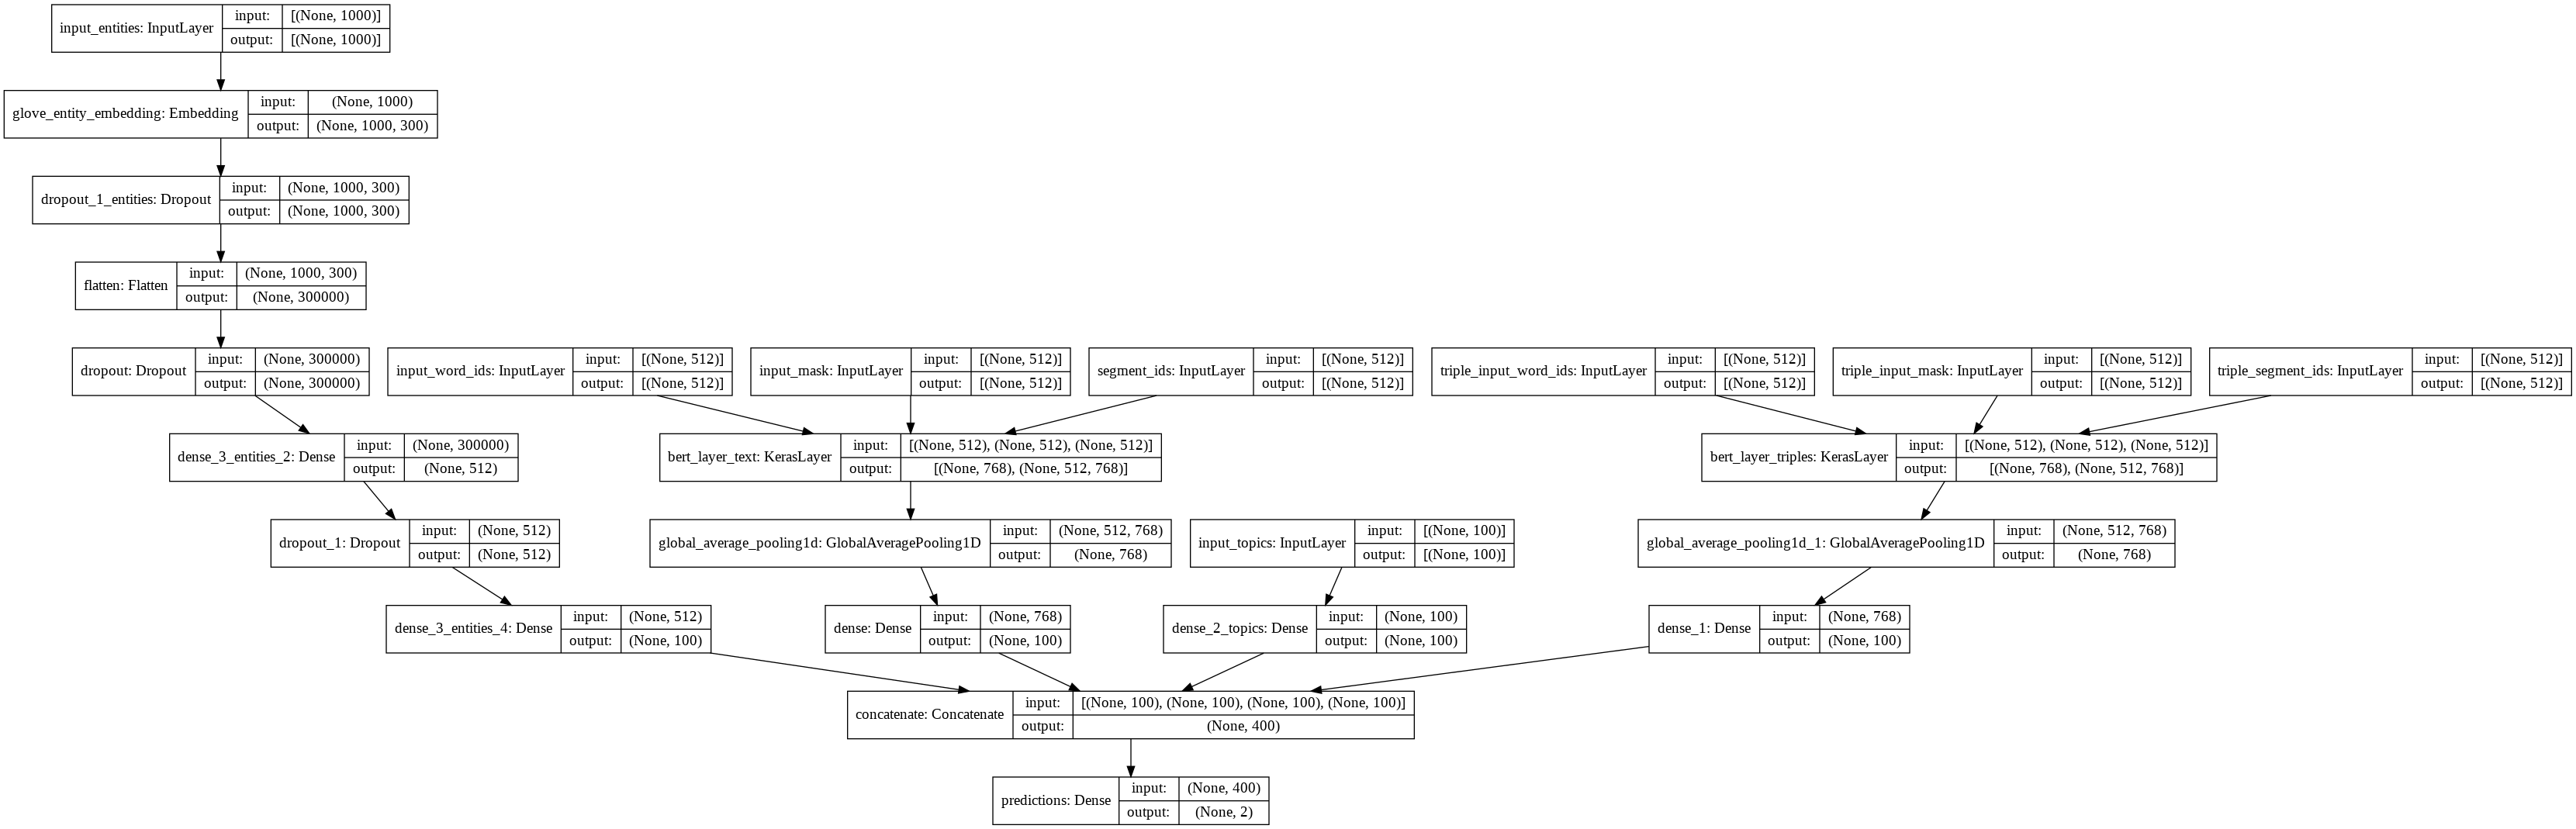 input_entities: InputLayer
input: [(None, 1000)]
output: [(None, 1000)]
glove_entity_embedding: Embedding
input: (None, 1000)
output: (None, 1000, 300)
dropout_1_entities: Dropout
input: (None, 1000, 300)
output: (None, 1000, 300)
flatten: Flatten
input: (None, 1000, 300)
output: (None, 300000)
dropout: Dropout
input: (None, 300000)
output: (None, 300000)
input_word_ids: InputLayer
input: [(None, 512)]
output: [(None, 512)]
input_mask: InputLayer
input: [(None, 512)]
output: [(None, 512)]
segment_ids: InputLayer
input: [(None, 512)]
output: [(None, 512)]
triple_input_word_ids: InputLayer
input: [(None, 512)]
output: [(None, 512)]
triple_input_mask: InputLayer
input: [(None, 512)]
output: [(None, 512)]
triple_segment_ids: InputLayer
input: [(None, 512)]
output: [(None, 512)]
dense_3_entities_2: Dense
input: (None, 300000)
output: (None, 512)
bert_layer_text: KerasLayer
input: [(None, 512), (None, 512), (None, 512)]
output: [(None, 768), (None, 512, 768)]
bert_layer_triples: KerasLayer
input: [(None, 512), (None, 512), (None, 512)]
output: [(None, 768), (None, 512, 768)]
dropout_1: Dropout
input: (None, 512)
output: (None, 512)
global_average_pooling1d: GlobalAveragePooling1D
input: (None, 512, 768)
output: (None, 768)
input_topics: InputLayer
input: [(None, 100)]
output: [(None, 100)]
global_average_pooling1d_1: GlobalAveragePooling1D
input: (None, 512, 768)
output: (None, 768)
dense_3_entities_4: Dense
input: (None, 512)
output: (None, 100)
dense: Dense
input: (None, 768)
output: (None, 100)
dense_2_topics: Dense
input: (None, 100)
output: (None, 100)
dense_1: Dense
input: (None, 768)
output: (None, 100)
concatenate: Concatenate
input: [(None, 100), (None, 100), (None, 100), (None, 100)]
output: (None, 400)
predictions: Dense
input: (None, 400)
output: (None, 2)